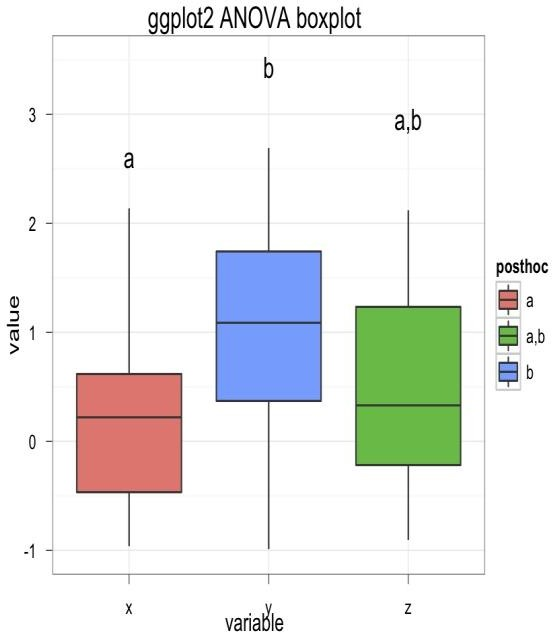 ggplot2 ANOVA boxplot
b
3
a,b
a
2
posthoc
a
value
1
a,b
b
0
-1
x y z
variable